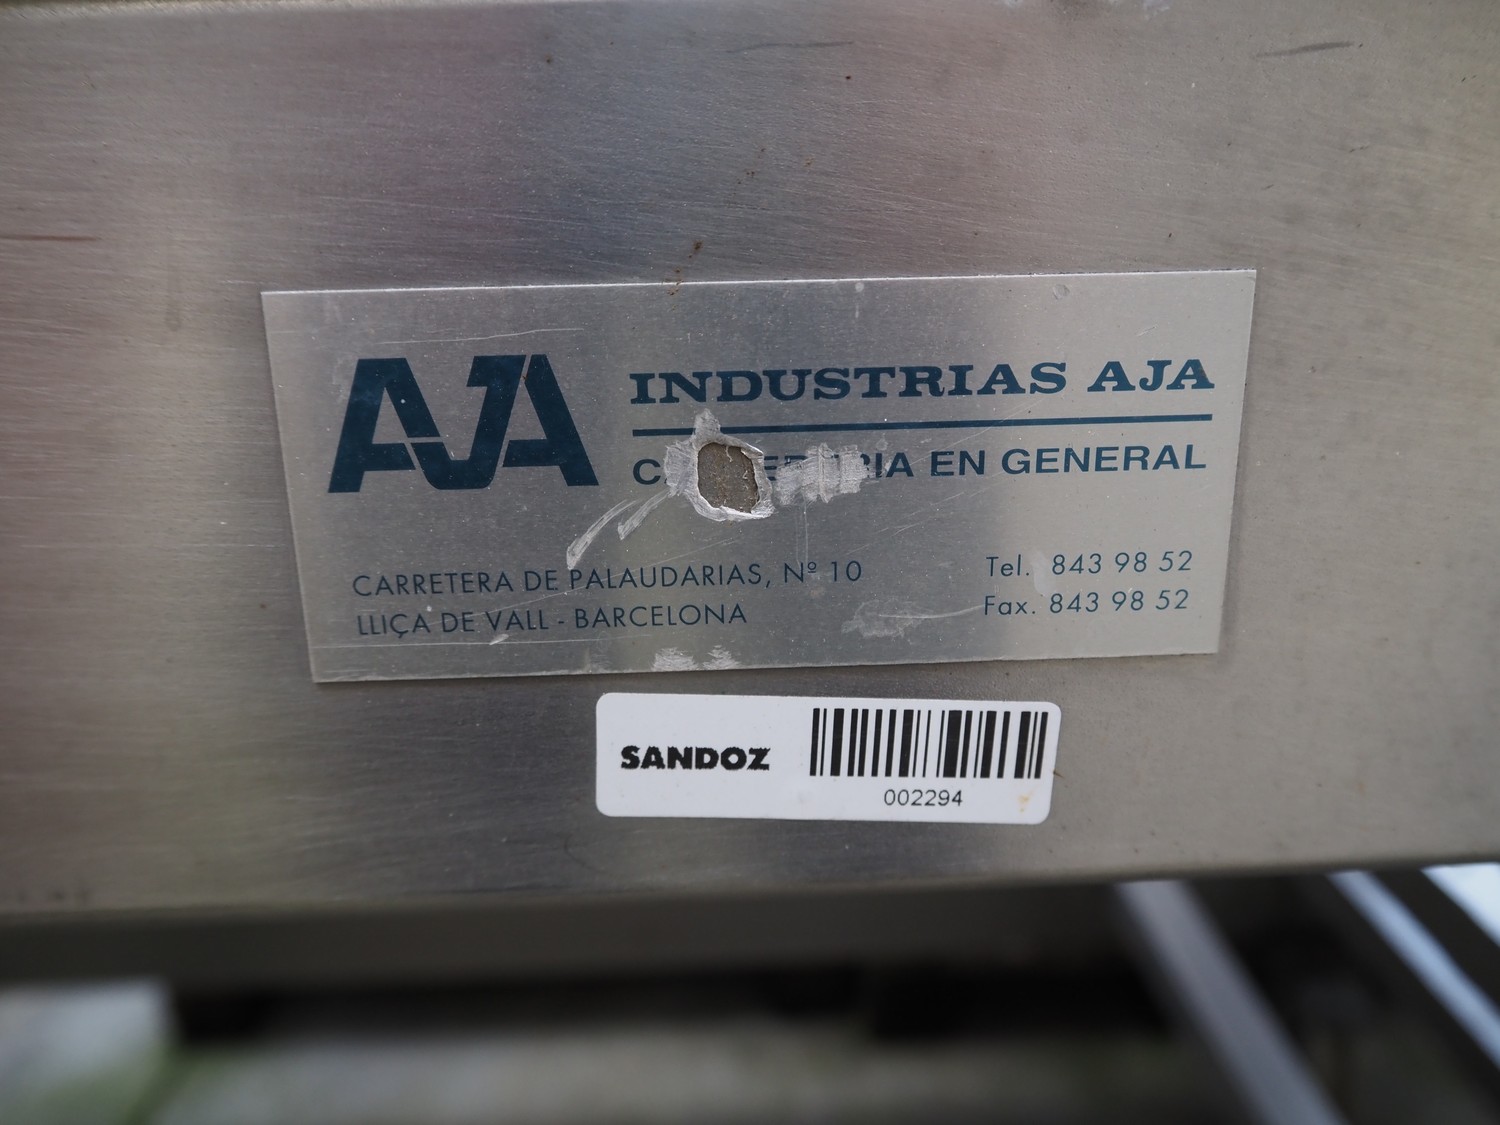 AJA
INDUSTRIAS AJA
EN GENERAL
CARRETERA DE PALAUDARIAS, Nº 10
LLIÇA DE VALL - BARCELONA
Tel. 843 98 52
Fax. 843 98 52
SANDOZ
002294